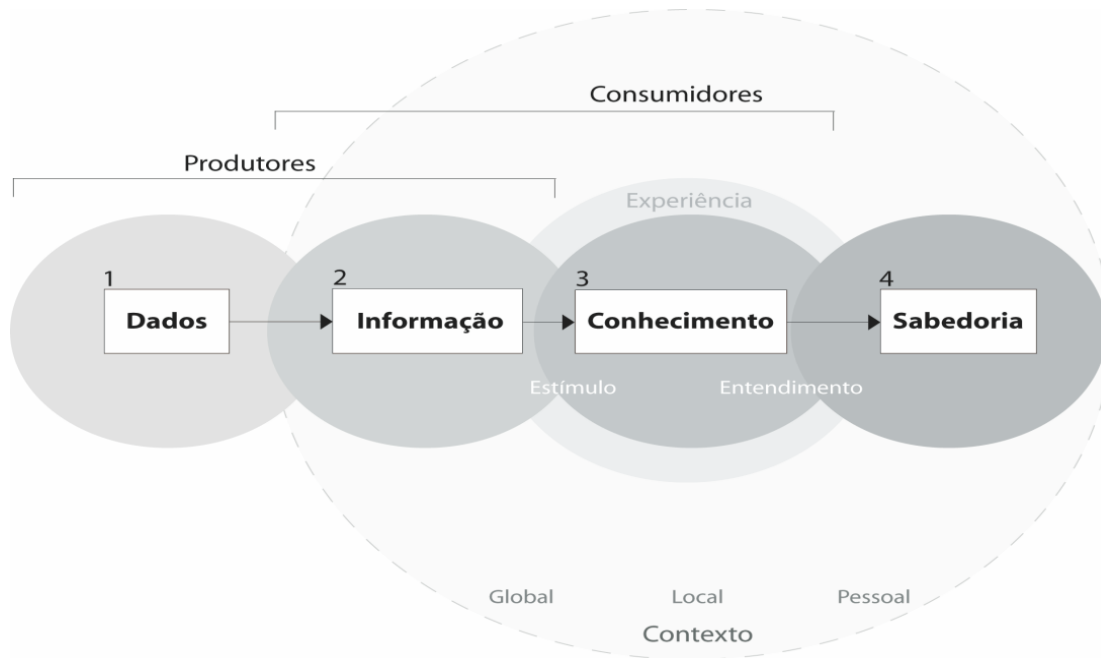 Consumidores
Produtores
Experiência
1
2
3
4
Dados
Informação
Conhecimento
Sabedoria
Estímulo
Entendimento
Global
Local
Pessoal
Contexto